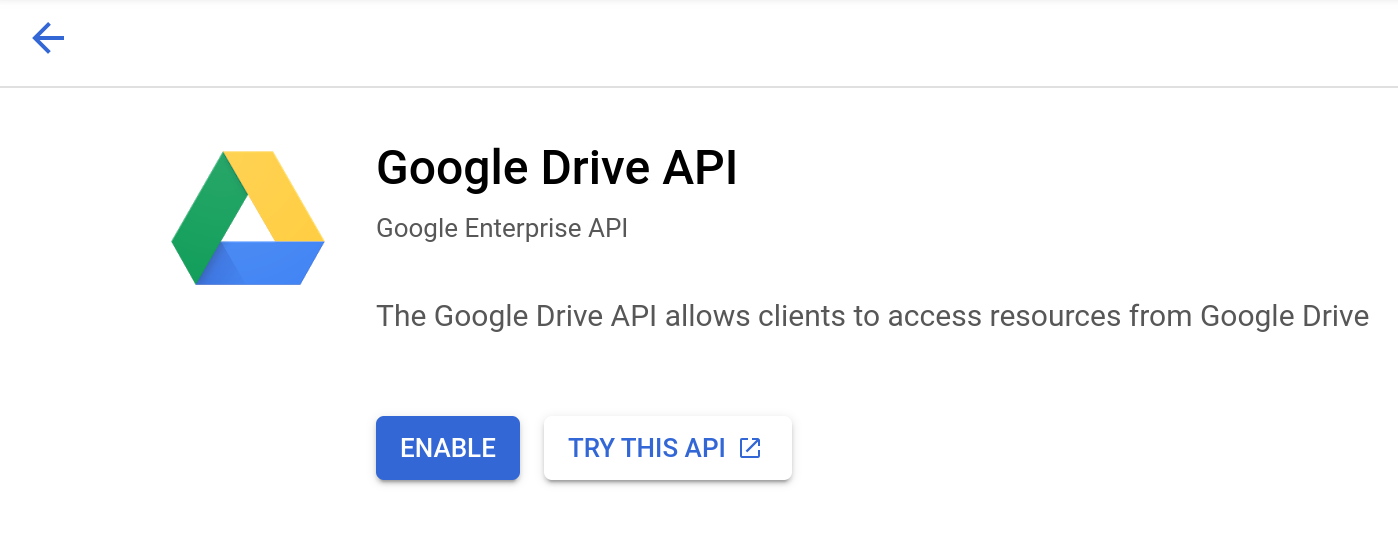 Google Drive API
Google Enterprise API
The Google Drive API allows clients to access resources from Google Drive
ENABLE
TRY THIS API